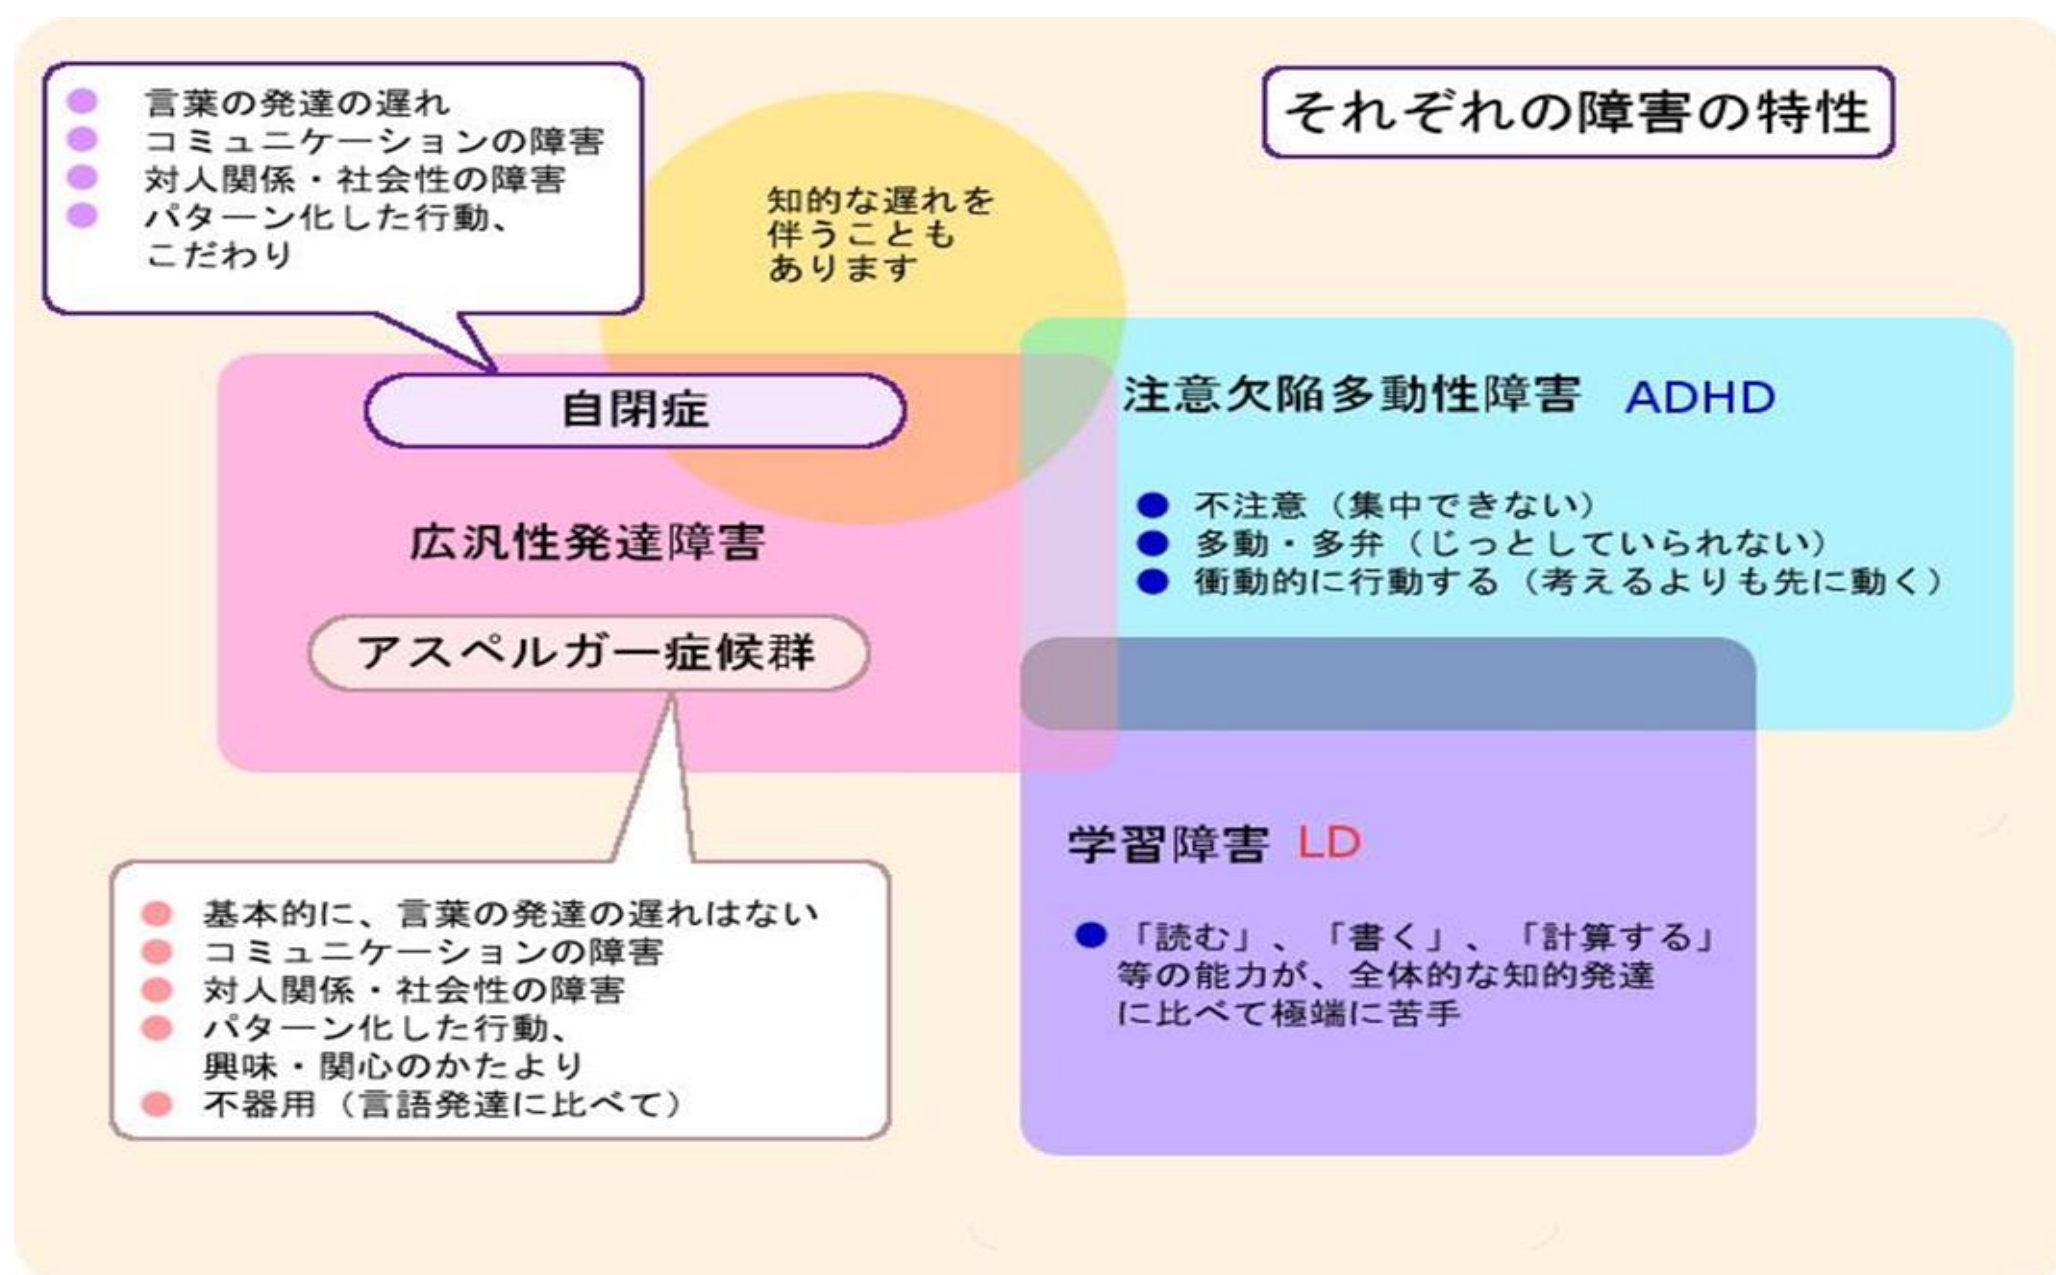 言葉の発達の遅れ
コミュニケーションの障害
対人関係・社会性の障害
パターン化した行動、
こだわり
それぞれの障害の特性
知的な遅れを
伴うことも
あります
自閉症
広汎性発達障害
アスペルガー症候群
注意欠陥多動性障害 ADHD
不注意（集中できない）
多動・多弁（じっとしていられない）
衝動的に行動する（考えるよりも先に動く）
基本的に、言葉の発達の遅れはない
コミュニケーションの障害
対人関係・社会性の障害
パターン化した行動、
興味・関心のかたより
不器用（言語発達に比べて）
学習障害 LD
「読む」、「書く」、「計算する」
等の能力が、全体的な知的発達
に比べて極端に苦手